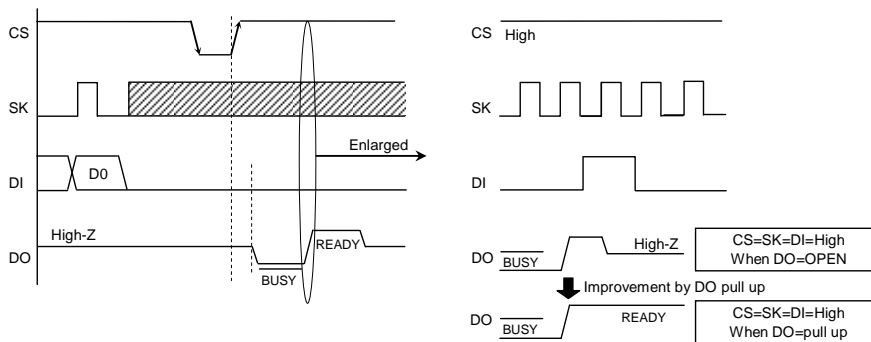 CS
SK
DI
D0
Enlarged
High-Z
DO
BUSY
READY
CS
High
SK
DI
DO
BUSY
High-Z
CS=SK=DI=High
When DO=OPEN
Improvement by DO pull up
DO
BUSY
READY
CS=SK=DI=High
When DO=pull up